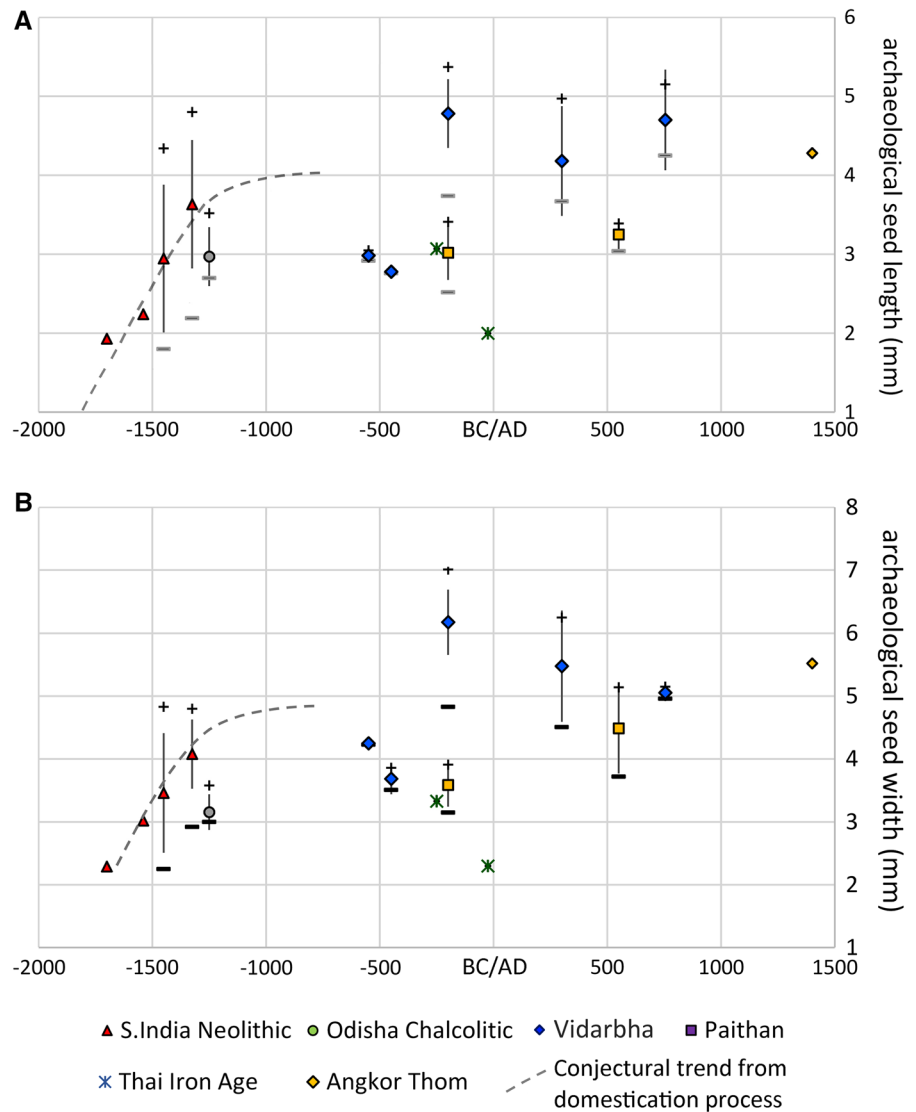 A
6
5
4
3
2
1
archaeological seed length (mm)
-2000 -1500 -1000 -500 BC/AD 500 1000 1500
B
8
7
6
5
4
3
2
1
archaeological seed width (mm)
-2000 -1500 -1000 -500 BC/AD 500 1000 1500
S.India Neolithic Odisha Chalcolitic Vidarbha Paithan
Thai Iron Age Angkor Thom Conjectural trend from
domestication process